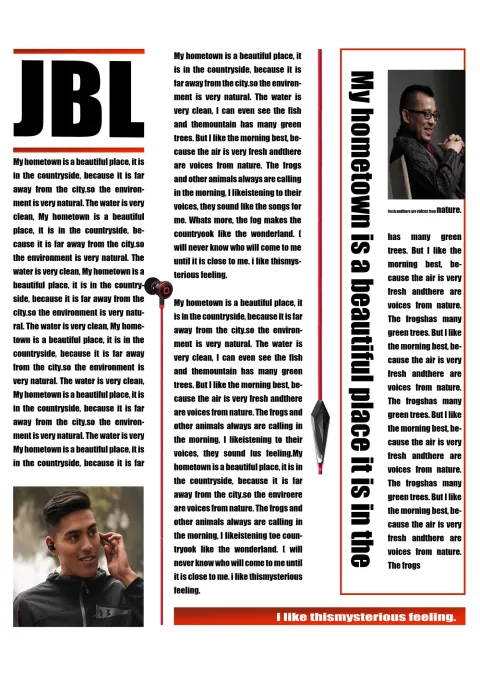 JBL
My hometown is a beautiful place, it is
in the countryside, because it is far
away from the city.so the environ-
ment is very natural. The water is very
clean, My hometown is a beautiful
place, it is in the countryside, be-
cause it is far away from the city.so
the environment is very natural. The
water is very clean, My hometown is a
beautiful place, it is in the country-
side, because it is far away from the
city.so the environment is very natu-
ral. The water is very clean, My home-
town is a beautiful place, it is in the
countryside, because it is far away
from the city.so the environment is
very natural. The water is very clean,
My hometown is a beautiful place, it is
in the countryside, because it is far
away from the city.so the environ-
ment is very natural. The water is very
My hometown is a beautiful place, it is
in the countryside, because it is far
My hometown is a beautiful place, it
is in the countryside, because it is
far away from the city.so the environ-
ment is very natural. The water is
very clean, I can even see the fish
and themountain has many green
trees. But I like the morning best, be-
cause the air is very fresh andthere
are voices from nature. The frogs
and other animals always are calling
in the morning, I likeistening to their
voices, they sound like the songs for
me. Whats more, the fog makes the
countryook like the wonderland. (
will never know who will come to me
until it is close to me. i like thismys-
terious feeling.
My hometown is a beautiful place, it
is in the countryside, because it is far
away from the city.so the environ-
ment is very natural. The water is
very clean, I can even see the fish
and themountain has many green
trees. But I like the morning best, be-
cause the air is very fresh andthere
are voices from nature. The frogs and
other animals always are calling in
the morning, I likeistening to their
voices, they sound fus feeling.My
hometown is a beautiful place, it is in
the countryside, because it is far
away from the city.so the enviroere
are voices from nature. The frogs and
other animals always are calling in
the morning, I likeistening toe coun-
tryook like the wonderland. ( will
never know who will come to me until
it is close to me. i like thismysterious
feeling.
My hometown is a beautiful place it is in the
fresh andthere are voices from nature.
has many green
trees. But I like the
morning best, be-
cause the air is very
fresh andthere are
voices from nature.
The frogshas many
green trees. But I like
the morning best, be-
cause the air is very
fresh andthere are
voices from nature.
The frogshas many
green trees. But I like
the morning best, be-
cause the air is very
fresh andthere are
voices from nature.
The frogshas many
green trees. But I like
the morning best, be-
cause the air is very
fresh andthere are
voices from nature.
The frogs
I like thismysterious feeling.